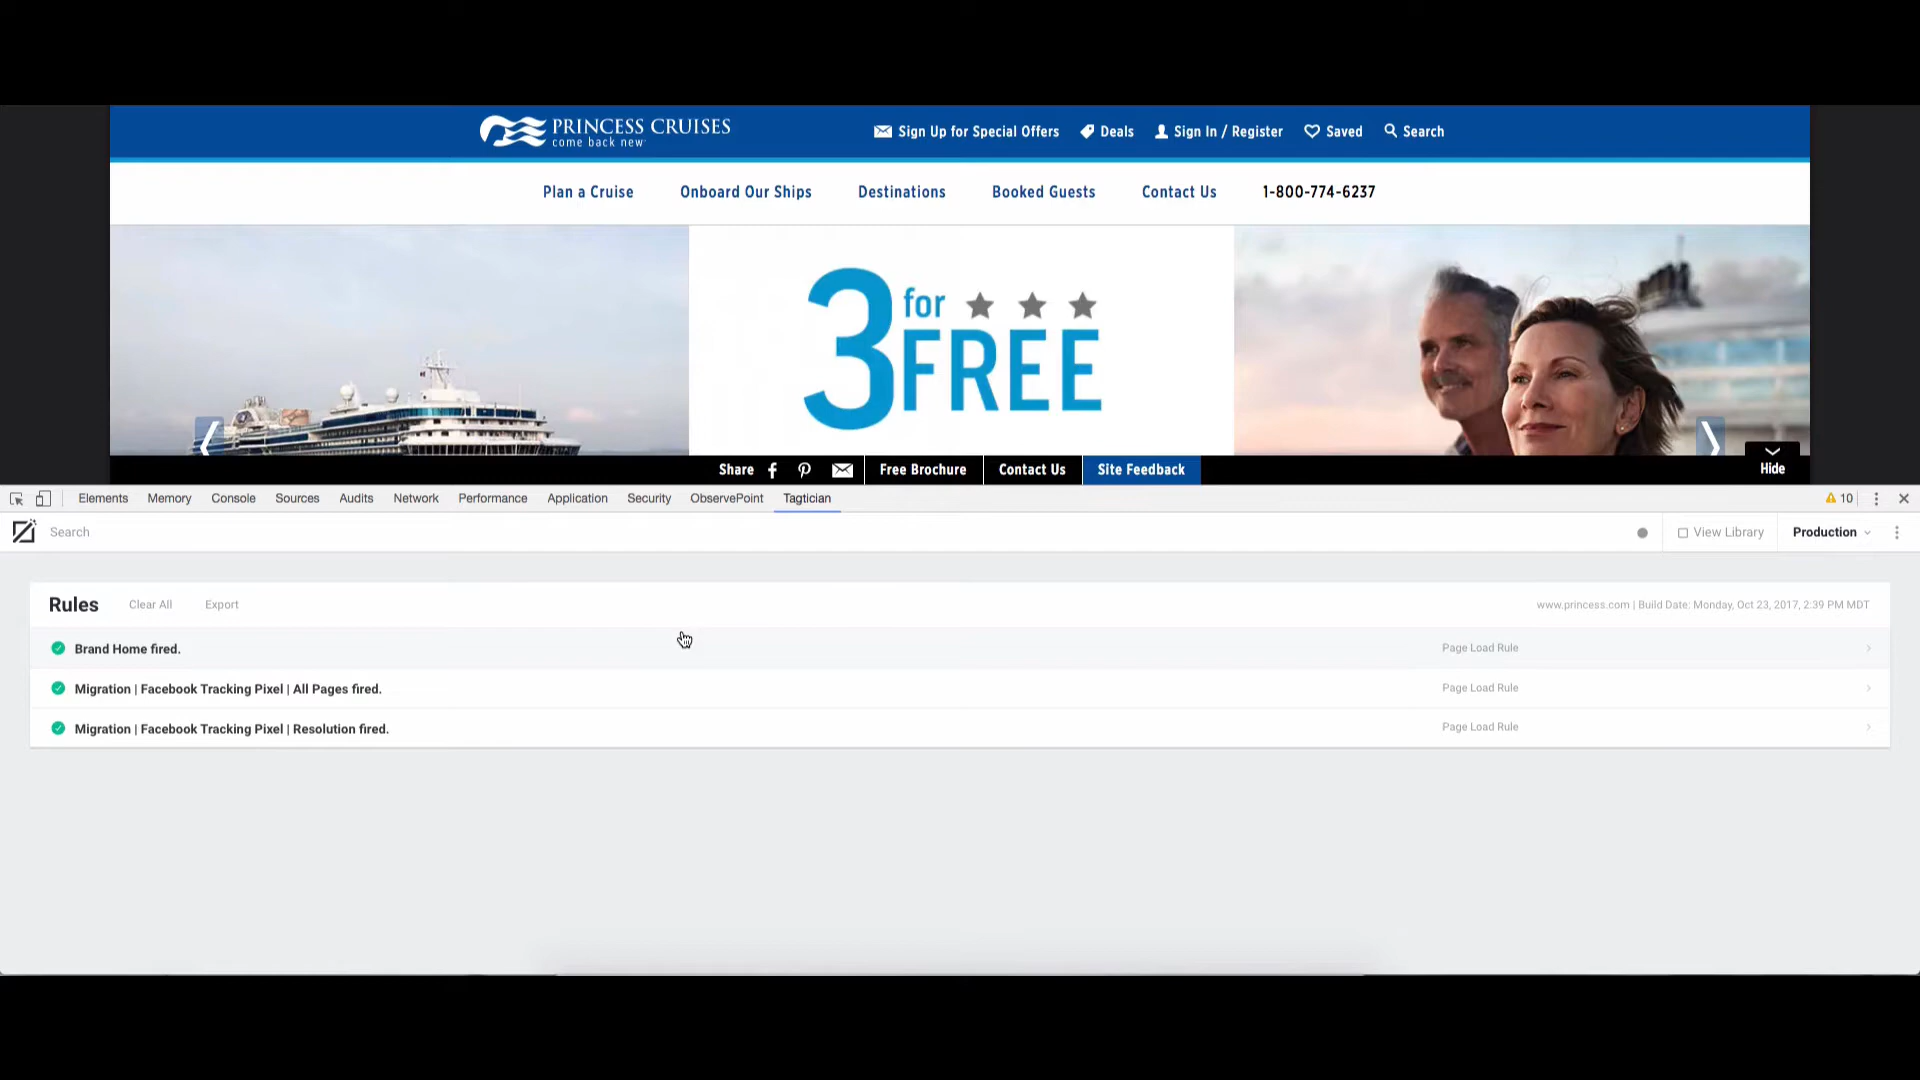 PRINCESS CRUISES
come back new
Sign Up for Special Offers Deals Sign In / Register Saved Search
Plan a Cruise Onboard Our Ships Destinations Booked Guests Contact Us 1-800-774-6237
3 for FREE
Share Free Brochure Contact Us Site Feedback Hide
Elements Memory Console Sources Audits Network Performance Application Security ObservePoint Tagtician 10
Search View Library Production
Rules Clear All Export www.princess.com | Build Date: Monday, Oct 23, 2017, 2:39 PM MDT
Brand Home fired. Page Load Rule
Migration | Facebook Tracking Pixel | All Pages fired. Page Load Rule
Migration | Facebook Tracking Pixel | Resolution fired. Page Load Rule